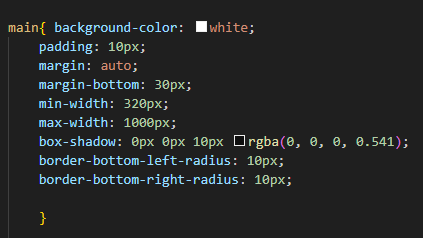 main{ background-color: white;
padding: 10px;
margin: auto;
margin-bottom: 30px;
min-width: 320px;
max-width: 1000px;
box-shadow: 0px 0px 10px rgba(0, 0, 0, 0.541);
border-bottom-left-radius: 10px;
border-bottom-right-radius: 10px;
}